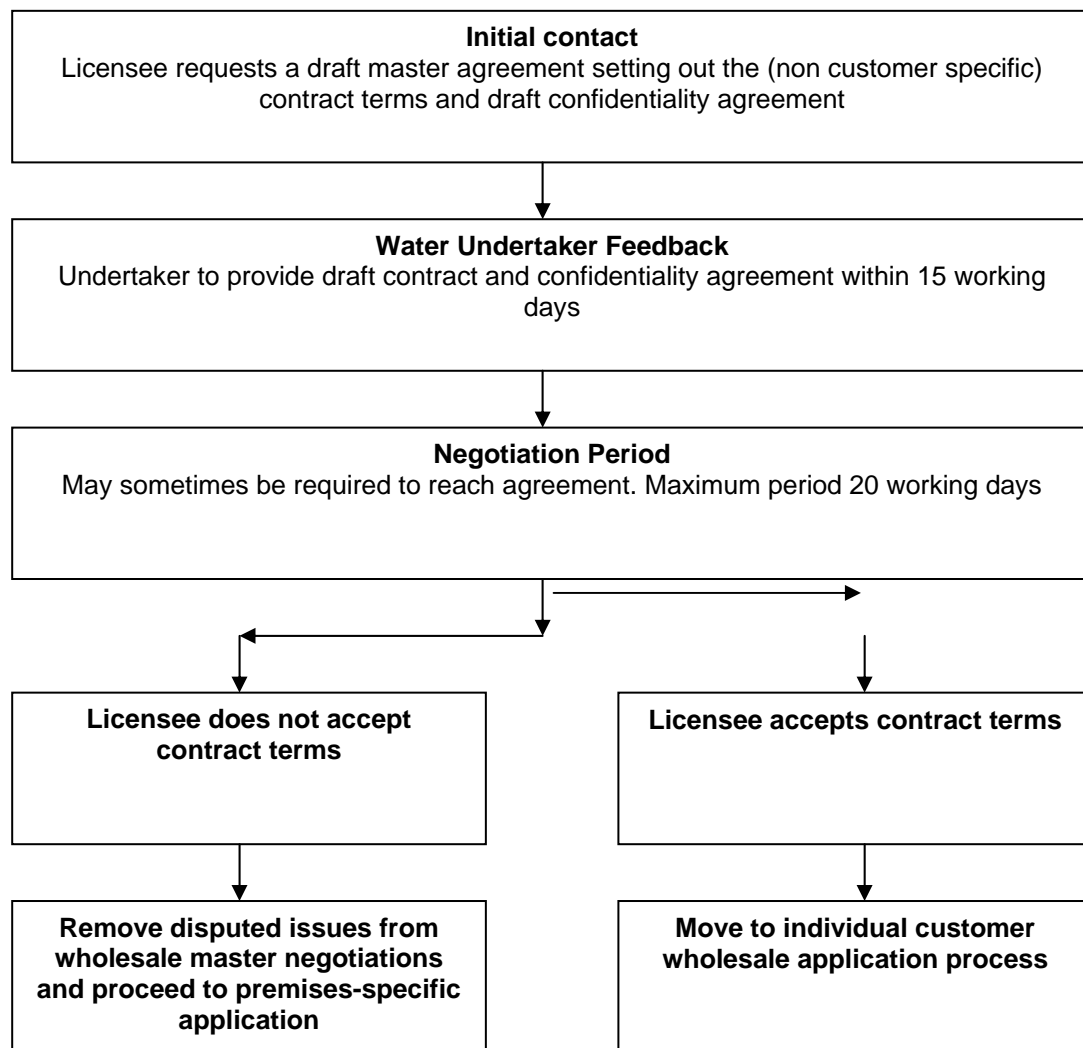 Initial contact
Licensee requests a draft master agreement setting out the (non customer specific)
contract terms and draft confidentiality agreement
Water Undertaker Feedback
Undertaker to provide draft contract and confidentiality agreement within 15 working
days
Negotiation Period
May sometimes be required to reach agreement. Maximum period 20 working days
Licensee does not accept
contract terms
Licensee accepts contract terms
Remove disputed issues from
wholesale master negotiations
and proceed to premises-specific
application
Move to individual customer
wholesale application process